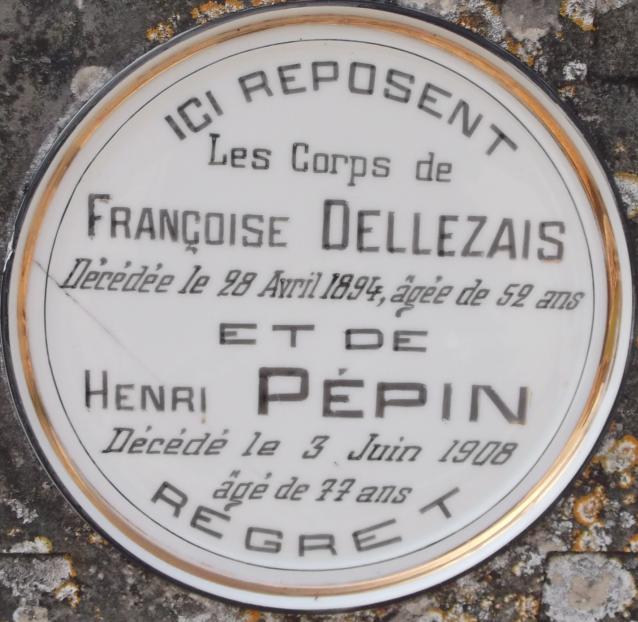 ICI REPOSENT
Les Corps de
FRANÇOISE DELLEZAIS
Décédée le 28 Avril 1894, âgée de 52 ans
ET DE
HENRI PÉPIN
Décédé le 3 Juin 1908
âgé de 77 ans
REGRET